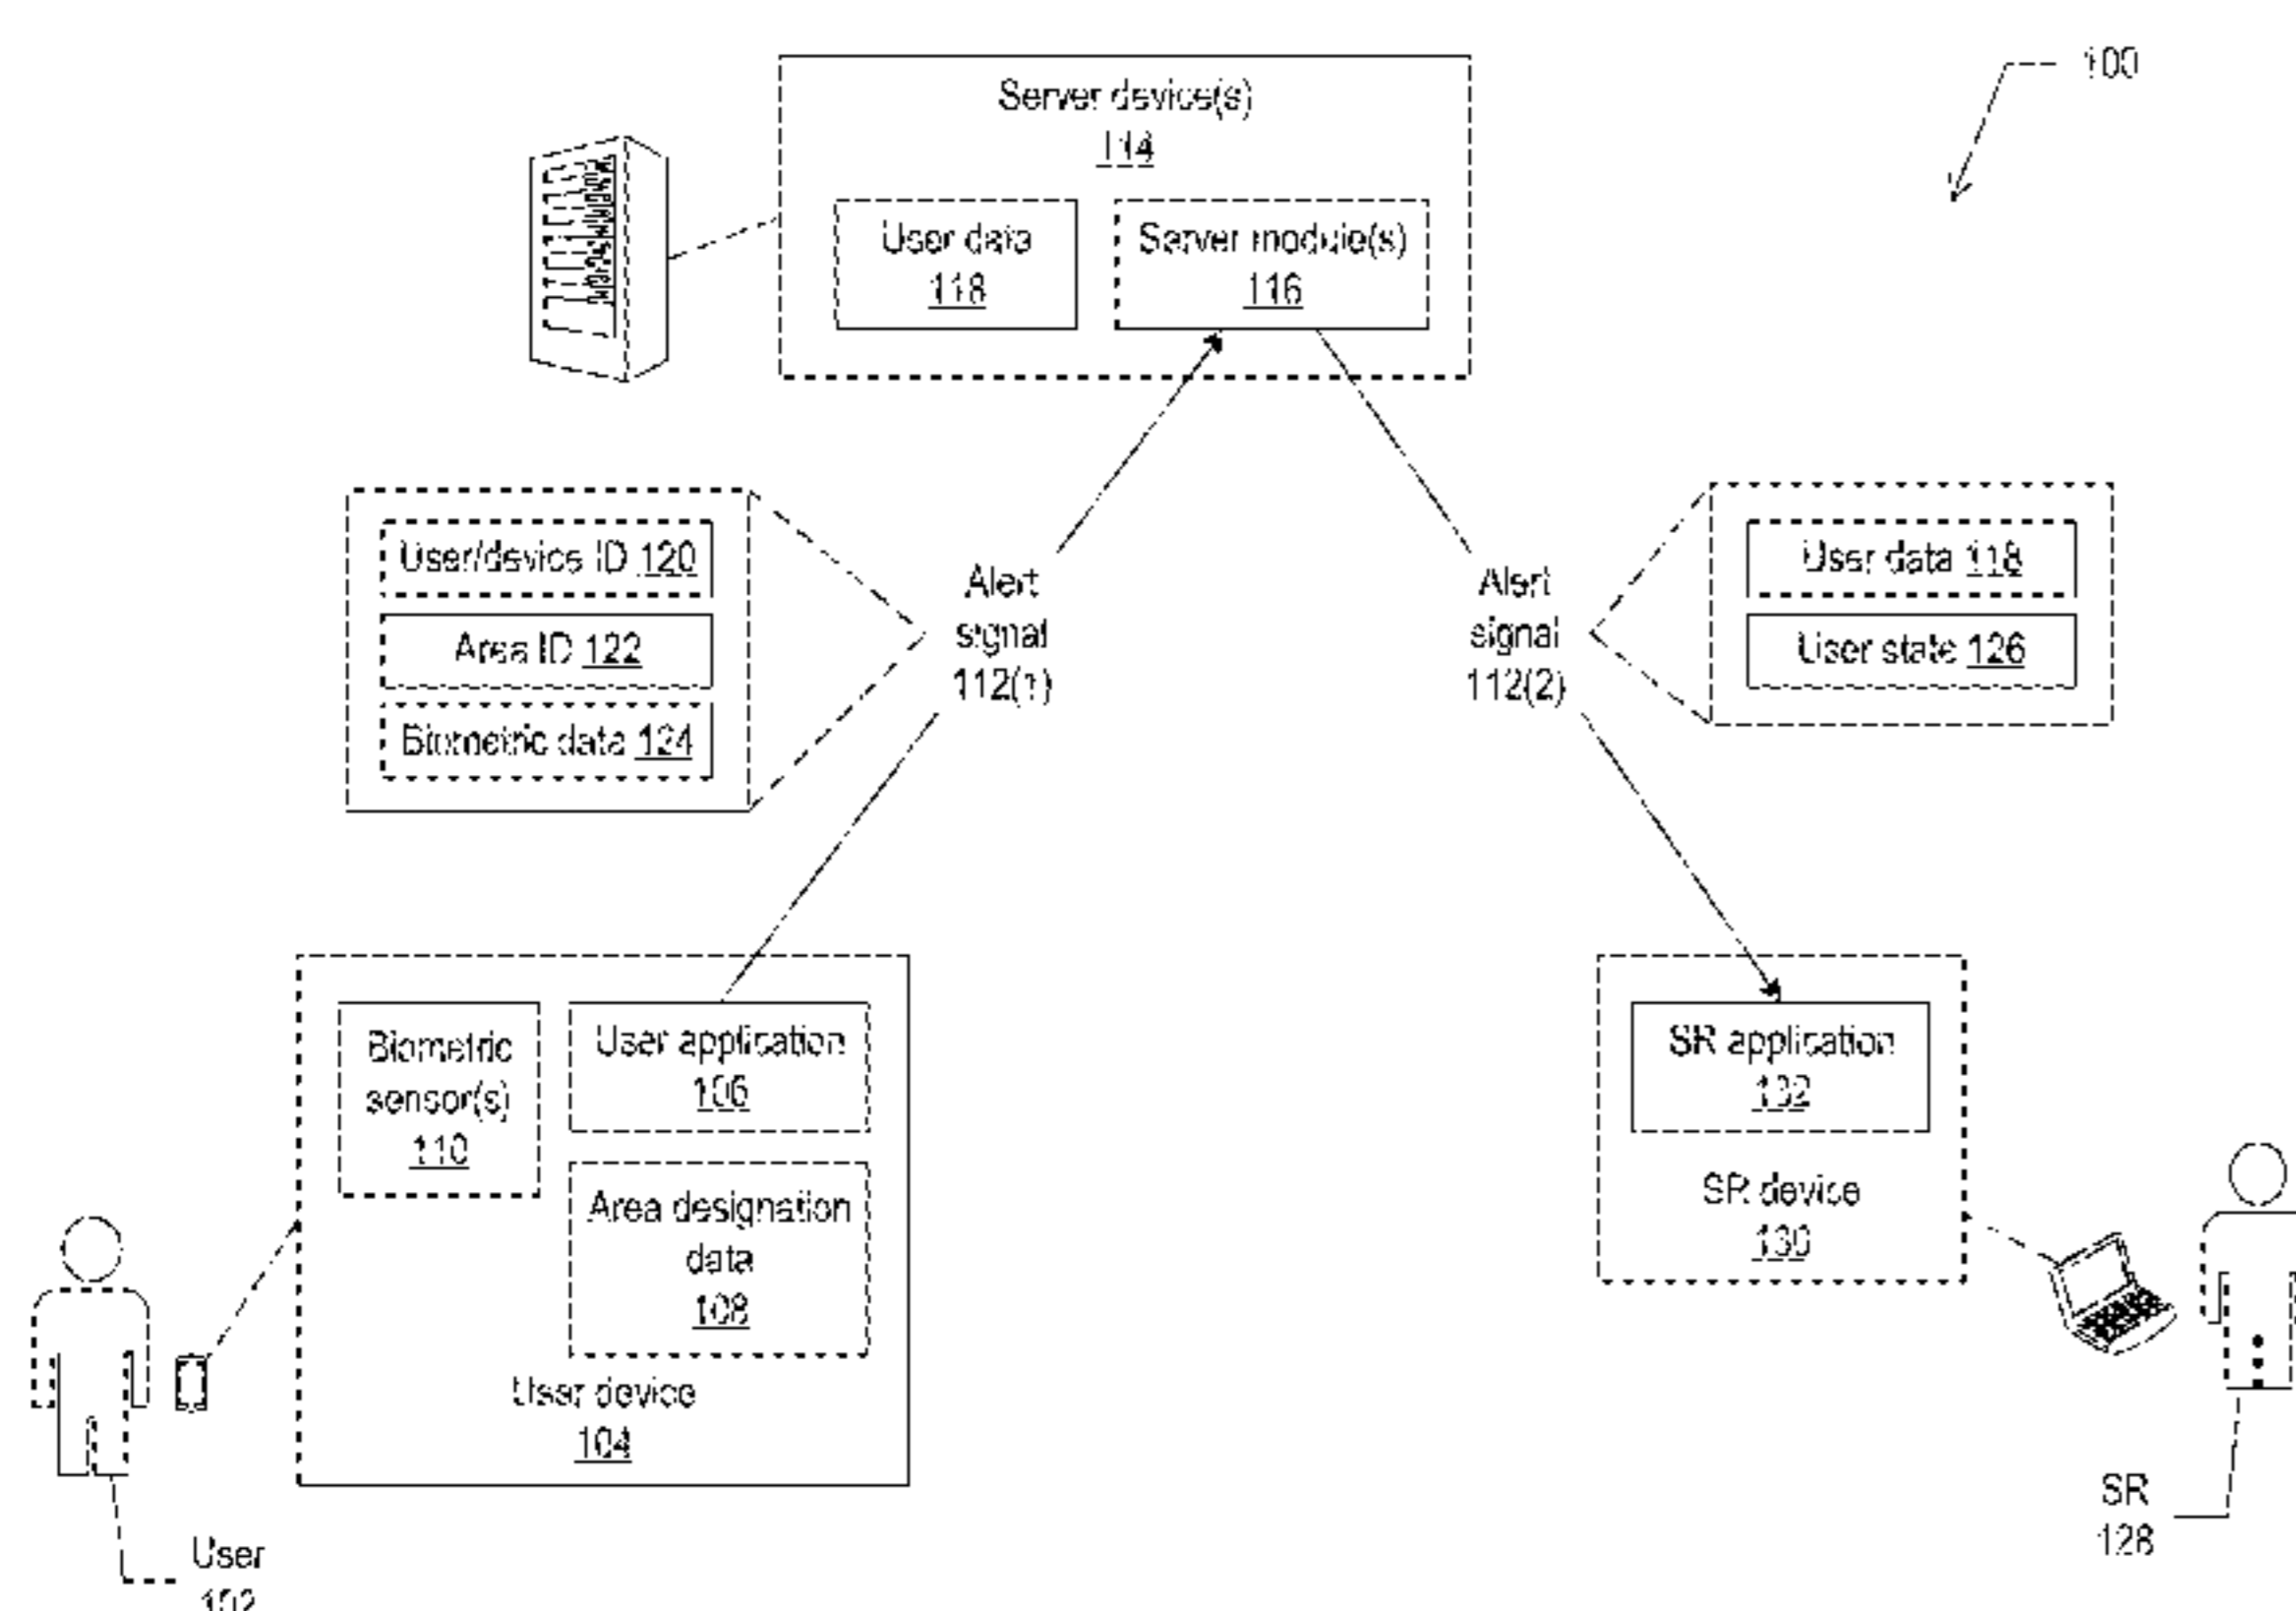 100
Server device(s)
114
User data
118
Server module(s)
116
User/device ID 120
Area ID 122
Biometric data 124
Alert
signal
112(1)
Alert
signal
112(2)
User data 118
User state 126
Biometric
sensor(s)
110
User application
106
Area designation
data
108
User device
104
SR application
132
SR device
130
User
102
SR
128